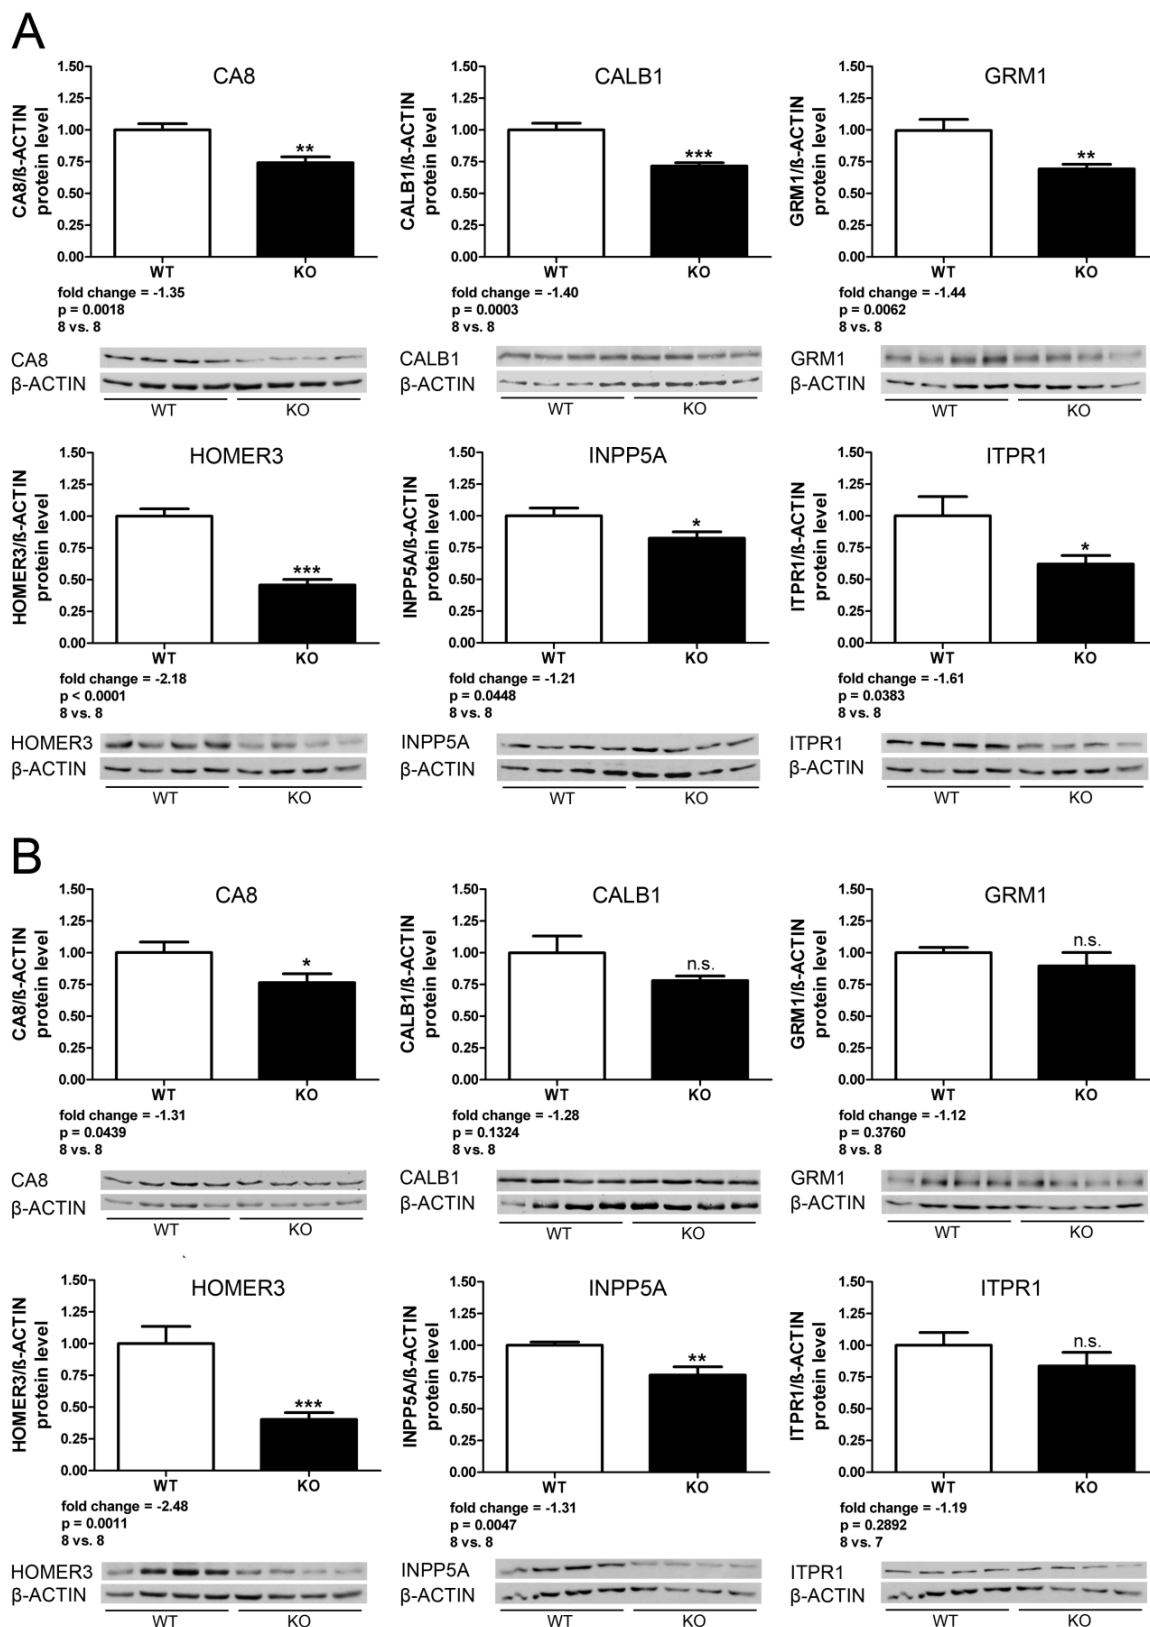 A
CA8
CA8/ß-ACTIN
protein level
1.50
1.25
1.00
0.75
0.50
0.25
0.00
**
WT
KO
fold change = -1.35
p = 0.0018
8 vs. 8
CA8
β-ACTIN
WT
KO
CALB1
CALB1/ß-ACTIN
protein level
1.50
1.25
1.00
0.75
0.50
0.25
0.00
***
WT
KO
fold change = -1.40
p = 0.0003
8 vs. 8
CALB1
β-ACTIN
WT
KO
GRM1
GRM1/ß-ACTIN
protein level
1.50
1.25
1.00
0.75
0.50
0.25
0.00
**
WT
KO
fold change = -1.44
p = 0.0062
8 vs. 8
GRM1
β-ACTIN
WT
KO
HOMER3
HOMER3/ß-ACTIN
protein level
1.50
1.25
1.00
0.75
0.50
0.25
0.00
***
WT
KO
fold change = -2.18
p < 0.0001
8 vs. 8
HOMER3
β-ACTIN
WT
KO
INPP5A
INPP5A/ß-ACTIN
protein level
1.50
1.25
1.00
0.75
0.50
0.25
0.00
*
WT
KO
fold change = -1.21
p = 0.0448
8 vs. 8
INPP5A
β-ACTIN
WT
KO
ITPR1
ITPR1/ß-ACTIN
protein level
1.50
1.25
1.00
0.75
0.50
0.25
0.00
*
WT
KO
fold change = -1.61
p = 0.0383
8 vs. 8
ITPR1
β-ACTIN
WT
KO
B
CA8
CA8/ß-ACTIN
protein level
1.50
1.25
1.00
0.75
0.50
0.25
0.00
*
WT
KO
fold change = -1.31
p = 0.0439
8 vs. 8
CA8
β-ACTIN
WT
KO
CALB1
CALB1/ß-ACTIN
protein level
1.50
1.25
1.00
0.75
0.50
0.25
0.00
n.s.
WT
KO
fold change = -1.28
p = 0.1324
8 vs. 8
CALB1
β-ACTIN
WT
KO
GRM1
GRM1/ß-ACTIN
protein level
1.50
1.25
1.00
0.75
0.50
0.25
0.00
n.s.
WT
KO
fold change = -1.12
p = 0.3760
8 vs. 8
GRM1
β-ACTIN
WT
KO
HOMER3
HOMER3/ß-ACTIN
protein level
1.50
1.25
1.00
0.75
0.50
0.25
0.00
***
WT
KO
fold change = -2.48
p = 0.0011
8 vs. 8
HOMER3
β-ACTIN
WT
KO
INPP5A
INPP5A/ß-ACTIN
protein level
1.50
1.25
1.00
0.75
0.50
0.25
0.00
**
WT
KO
fold change = -1.31
p = 0.0047
8 vs. 8
INPP5A
β-ACTIN
WT
KO
ITPR1
ITPR1/ß-ACTIN
protein level
1.50
1.25
1.00
0.75
0.50
0.25
0.00
n.s.
WT
KO
fold change = -1.19
p = 0.2892
8 vs. 7
ITPR1
β-ACTIN
WT
KO